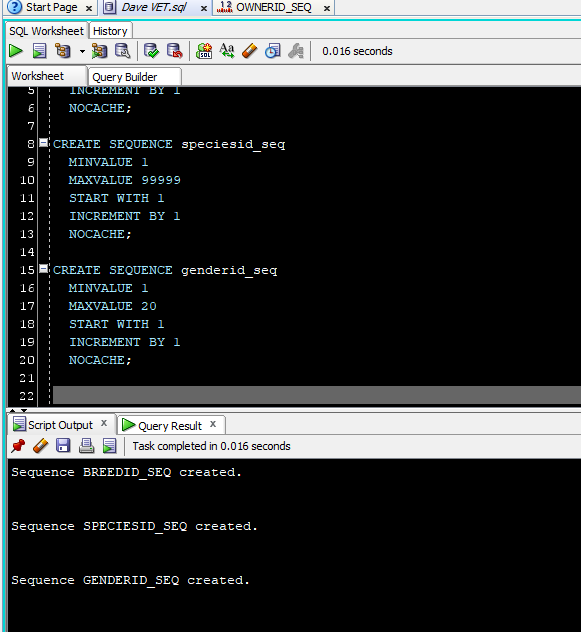 Start Page x Dave VET.sql x OWNERID_SEQ x
SQL Worksheet History
0.016 seconds
Worksheet Query Builder
5 INCREMENT BY 1
6 NOCACHE;
7
8 CREATE SEQUENCE speciesid_seq
9 MINVALUE 1
10 MAXVALUE 99999
11 START WITH 1
12 INCREMENT BY 1
13 NOCACHE;
14
15 CREATE SEQUENCE genderid_seq
16 MINVALUE 1
17 MAXVALUE 20
18 START WITH 1
19 INCREMENT BY 1
20 NOCACHE;
21
22
Script Output x Query Result x
Task completed in 0.016 seconds
Sequence BREEDID_SEQ created.
Sequence SPECIESID_SEQ created.
Sequence GENDERID_SEQ created.